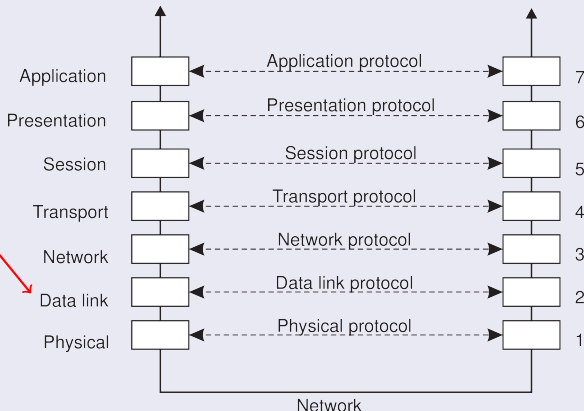 Application Application protocol 7
Presentation Presentation protocol 6
Session Session protocol 5
Transport Transport protocol 4
Network Network protocol 3
Data link Data link protocol 2
Physical Physical protocol 1
Network